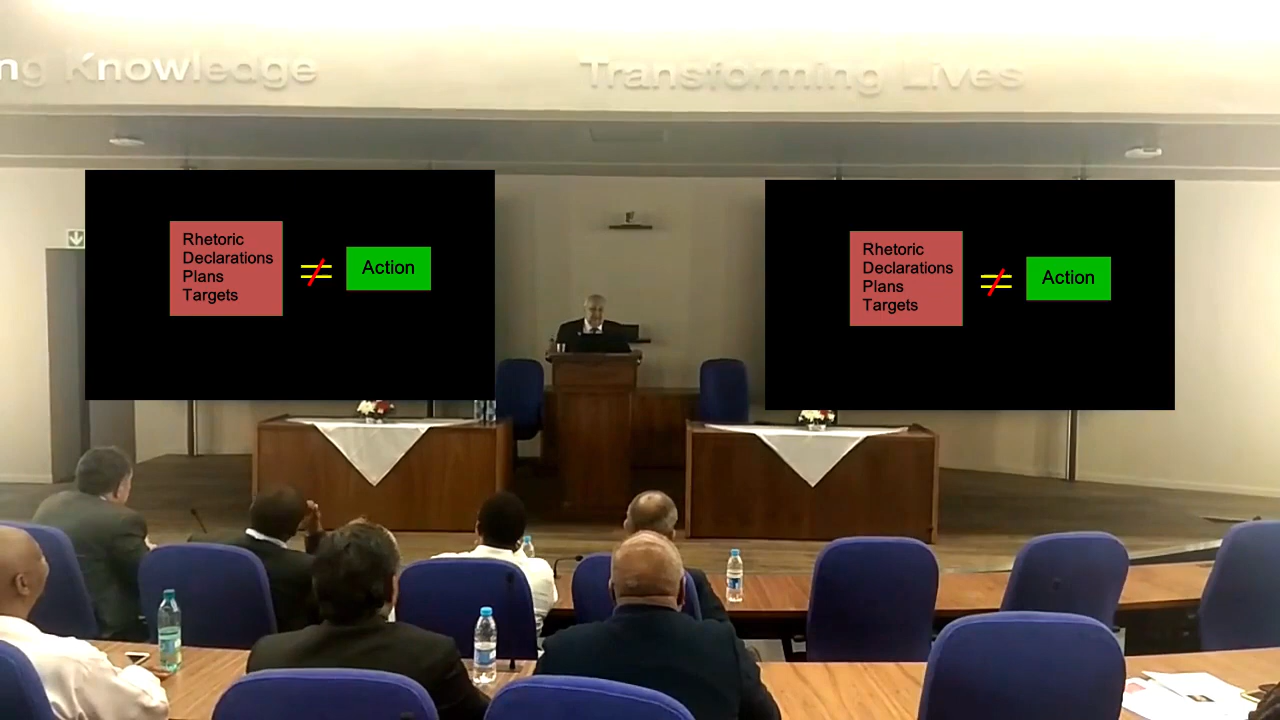 ng Knowledge
Transforming Lives
Rhetoric
Declarations
Plans
Targets
≠
Action
Rhetoric
Declarations
Plans
Targets
≠
Action